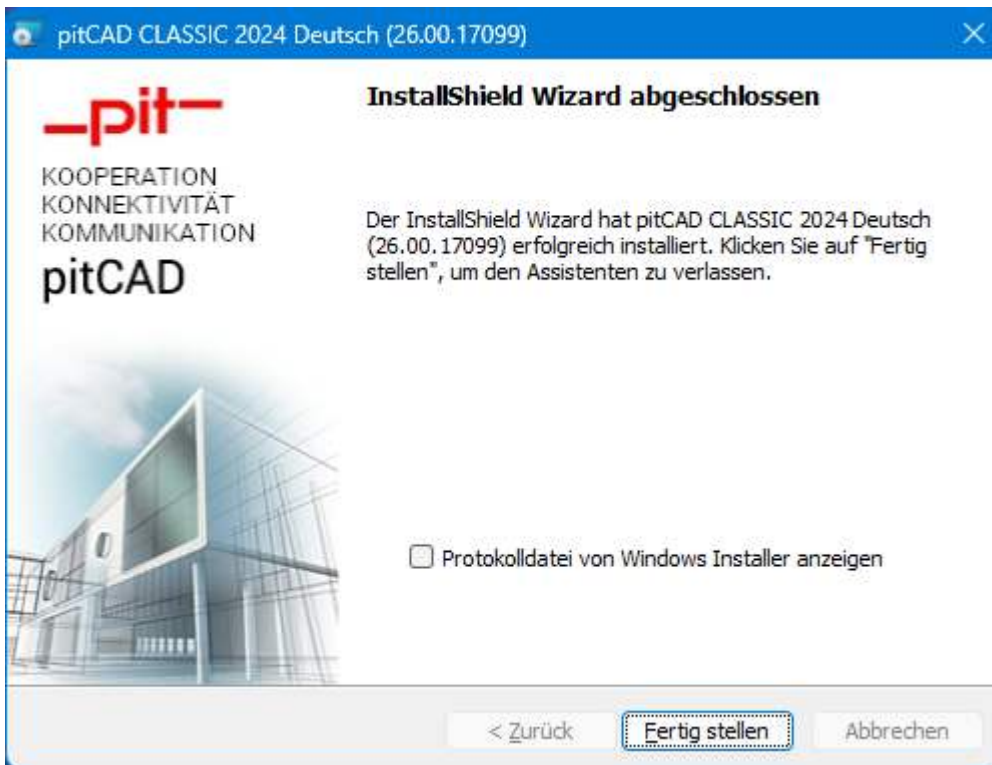 pitCAD CLASSIC 2024 Deutsch (26.00.17099)
pit
KOOPERATION
KONNEKTIVITÄT
KOMMUNIKATION
pitCAD
InstallShield Wizard abgeschlossen
Der InstallShield Wizard hat pitCAD CLASSIC 2024 Deutsch
(26.00.17099) erfolgreich installiert. Klicken Sie auf "Fertig
stellen", um den Assistenten zu verlassen.
Protokolldatei von Windows Installer anzeigen
< Zurück
Fertig stellen
Abbrechen